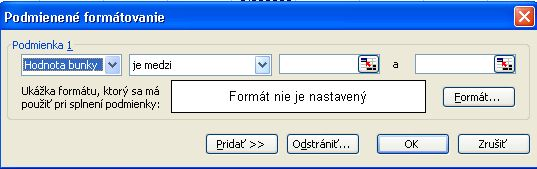 Podmienené formátovanie
Podmienka 1
Hodnota bunky je medzi a
Ukážka formátu, ktorý sa má použiť pri splnení podmienky:
Formát nie je nastavený
Formát...
Pridať >> Odstrániť... OK Zrušiť